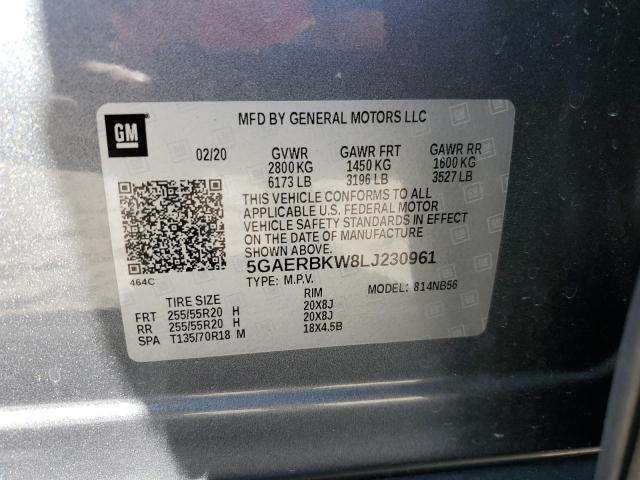 GM
MFD BY GENERAL MOTORS LLC
02/20 GVWR GAWR FRT GAWR RR
2800 KG 1450 KG 1600 KG
6173 LB 3196 LB 3527 LB
THIS VEHICLE CONFORMS TO ALL
APPLICABLE U.S. FEDERAL MOTOR
VEHICLE SAFETY STANDARDS IN EFFECT
ON THE DATE OF MANUFACTURE
SHOWN ABOVE.
464C
5GAERBKW8LJ230961
TYPE: M.P.V. MODEL: 814NB56
TIRE SIZE RIM
FRT 255/55R20 H 20X8J
RR 255/55R20 H 20X8J
SPA T135/70R18 M 18X4.5B